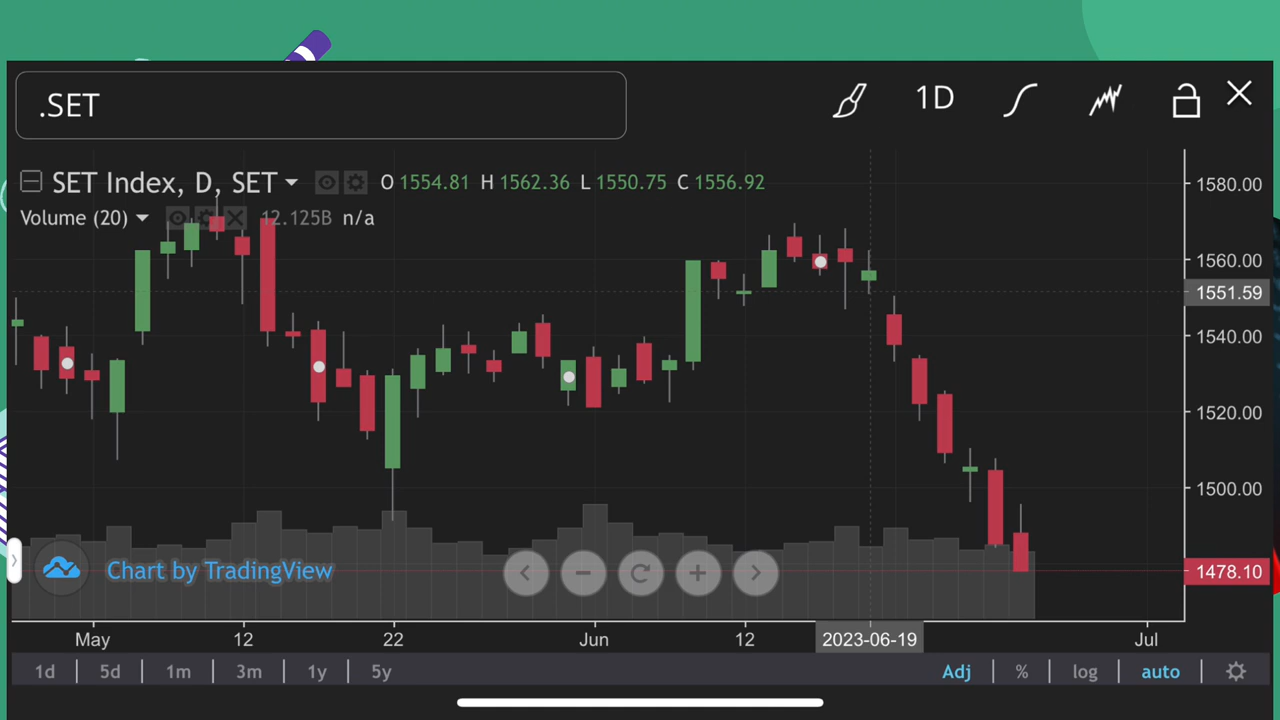 .SET
1D
SET Index, D, SET O 1554.81 H 1562.36 L 1550.75 C 1556.92
Volume (20) 12.125B n/a
1580.00
1560.00
1551.59
1540.00
1520.00
1500.00
1478.10
Chart by TradingView
May 12 22 Jun 12 2023-06-19 Jul
1d 5d 1m 3m 1y 5y Adj % log auto